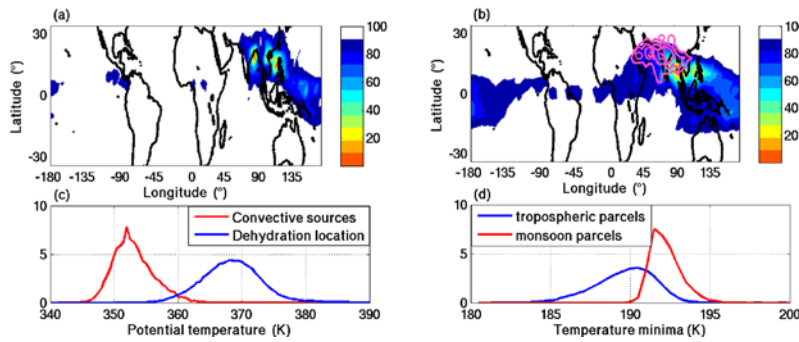 (a)
30
0
-30
Latitude (°)
-180 -135 -90 -45 0 45 90 135
Longitude (°)
100
80
60
40
20
(b)
30
0
-30
Latitude (°)
-180 -135 -90 -45 0 45 90 135
Longitude (°)
10
80
60
40
20
(c)
10
5
0
Convective sources
Dehydration location
340 350 360 370 380 390
Potential temperature (K)
(d)
10
5
0
tropospheric parcels
monsoon parcels
180 185 190 195 200
Temperature minima (K)